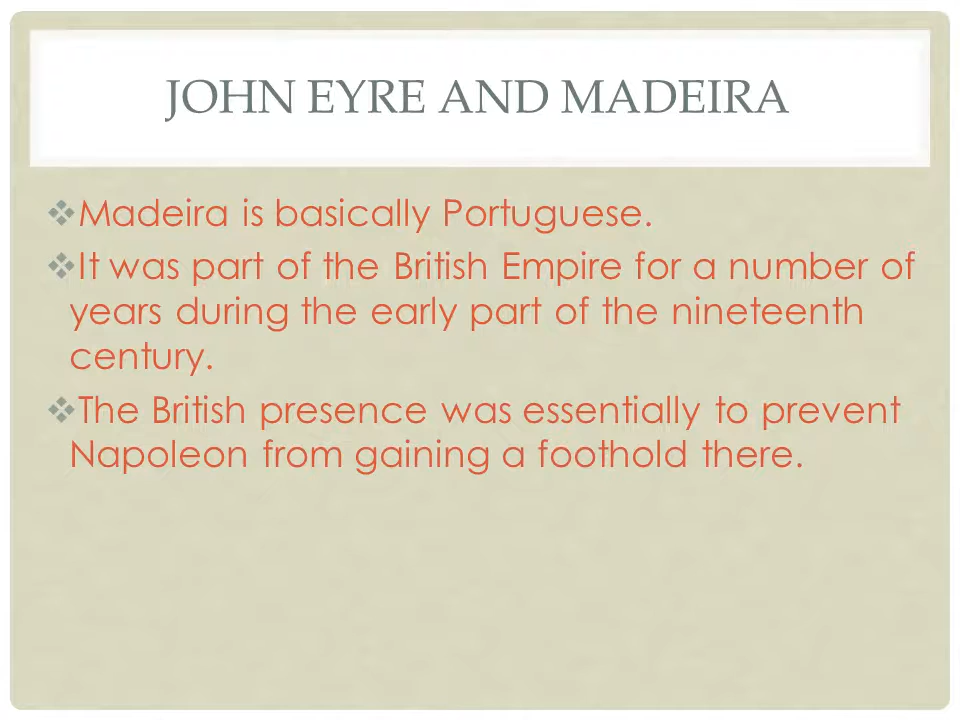 JOHN EYRE AND MADEIRA
❖Madeira is basically Portuguese.
❖It was part of the British Empire for a number of
years during the early part of the nineteenth
century.
❖The British presence was essentially to prevent
Napoleon from gaining a foothold there.